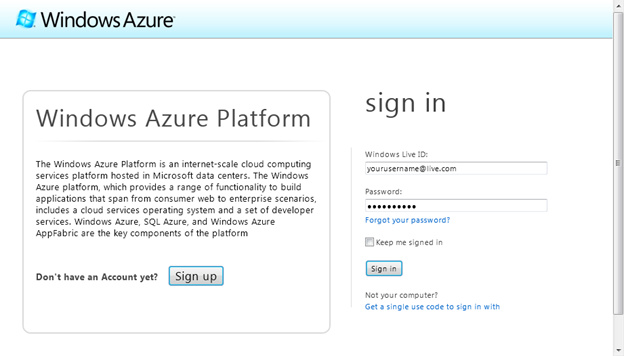 Windows Azure™
Windows Azure Platform
The Windows Azure Platform is an internet-scale cloud computing
services platform hosted in Microsoft data centers. The Windows
Azure platform, which provides a range of functionality to build
applications that span from consumer web to enterprise scenarios,
includes a cloud services operating system and a set of developer
services. Windows Azure, SQL Azure, and Windows Azure
AppFabric are the key components of the platform
Don't have an Account yet? Sign up
sign in
Windows Live ID:
yourusername@live.com
Password:
••••••••••
Forgot your password?
Keep me signed in
Sign in
Not your computer?
Get a single use code to sign in with